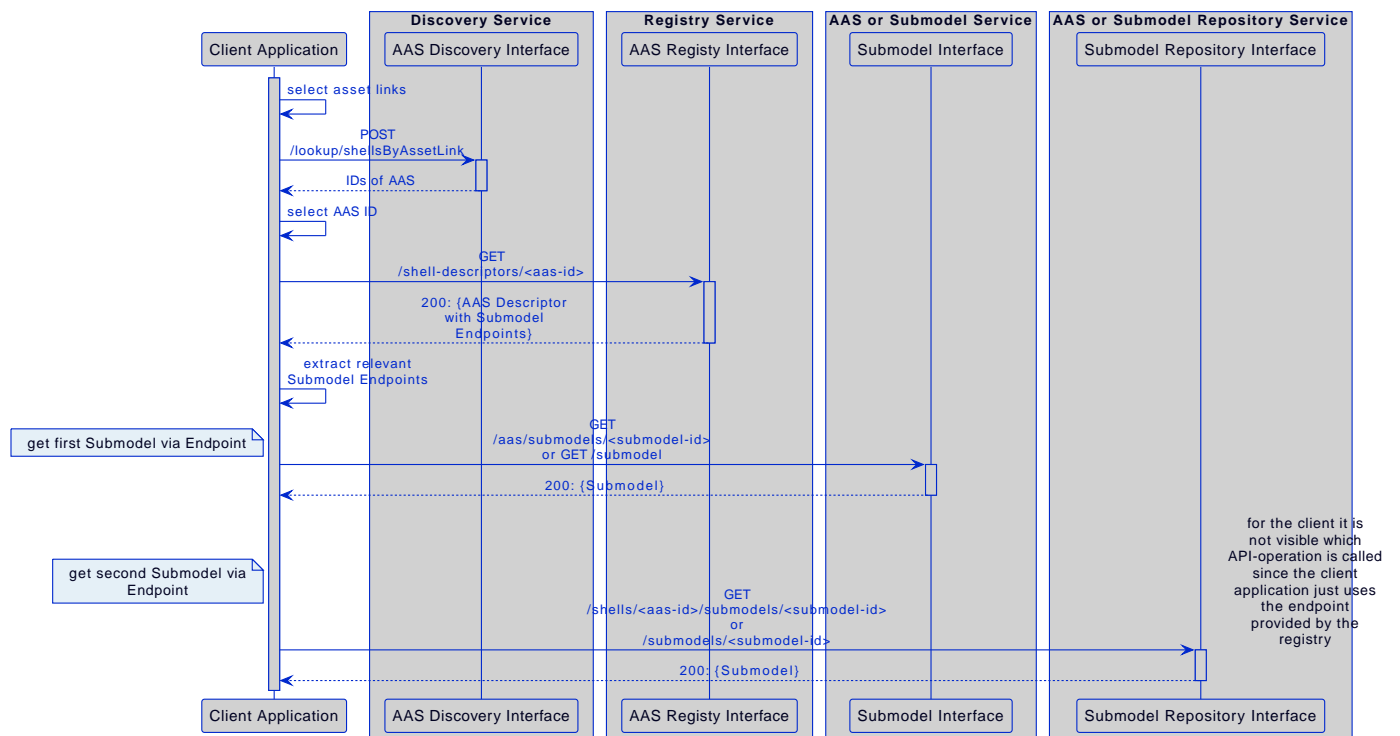 Discovery Service
Registry Service
AAS or Submodel Service
AAS or Submodel Repository Service
Client Application
AAS Discovery Interface
AAS Registy Interface
Submodel Interface
Submodel Repository Interface
select asset links
POST
/lookup/shellsByAssetLink
IDs of AAS
select AAS ID
GET
/shell-descriptors/<aas-id>
200: {AAS Descriptor
with Submodel
Endpoints}
extract relevant
Submodel Endpoints
get first Submodel via Endpoint
GET
/aas/submodels/<submodel-id>
or GET /submodel
200: {Submodel}
for the client it is
not visible which
API-operation is called
since the client
application just uses
the endpoint
provided by the
registry
get second Submodel via
Endpoint
GET
/shells/<aas-id>/submodels/<submodel-id>
or
/submodels/<submodel-id>
200: {Submodel}
Client Application
AAS Discovery Interface
AAS Registy Interface
Submodel Interface
Submodel Repository Interface